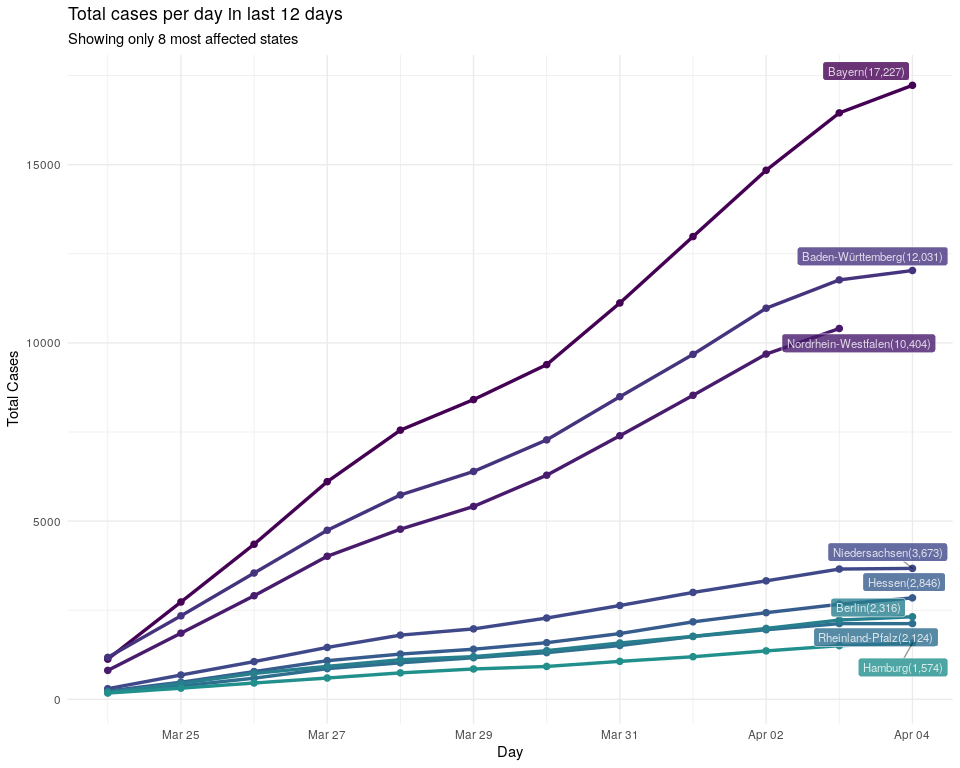 Total cases per day in last 12 days
Showing only 8 most affected states
Total Cases
15000
10000
5000
0
Bayern(17,227)
Baden-Württemberg(12,031)
Nordrhein-Westfalen(10,404)
Niedersachsen(3,673)
Hessen(2,846)
Berlin(2,316)
Rheinland-Pfalz(2,124)
Hamburg(1,574)
Mar 25 Mar 27 Mar 29 Mar 31 Apr 02 Apr 04
Day